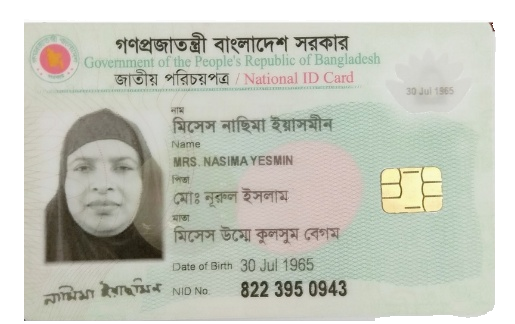 গণপ্রজাতন্ত্রী বাংলাদেশ সরকার
Government of the People's Republic of Bangladesh
জাতীয় পরিচয়পত্র / National ID Card
30 Jul 1965
নাম
মিসেস নাছিমা ইয়াসমীন
Name
MRS. NASIMA YESMIN
পিতা
মোঃ নূরুল ইসলাম
মাতা
মিসেস উম্মে কুলসুম বেগম
Date of Birth 30 Jul 1965
NID No. 822 395 0943
নাছিমা ইয়াছমিন